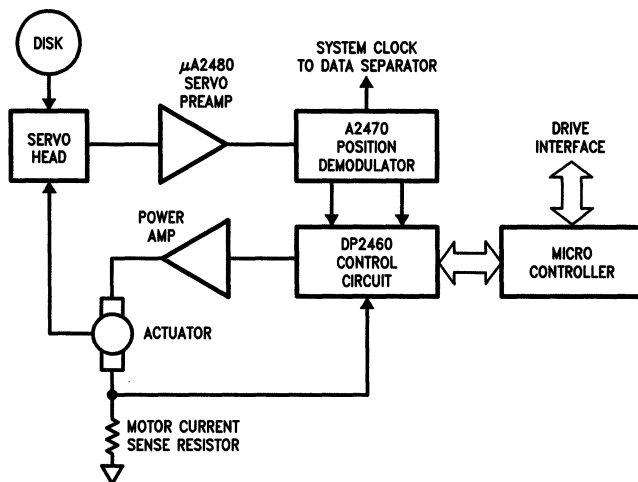 DISK
μA2480
SERVO
PREAMP
SYSTEM CLOCK
TO DATA SEPARATOR
SERVO
HEAD
A2470
POSITION
DEMODULATOR
DRIVE
INTERFACE
POWER
AMP
DP2460
CONTROL
CIRCUIT
MICRO
CONTROLLER
ACTUATOR
MOTOR CURRENT
SENSE RESISTOR